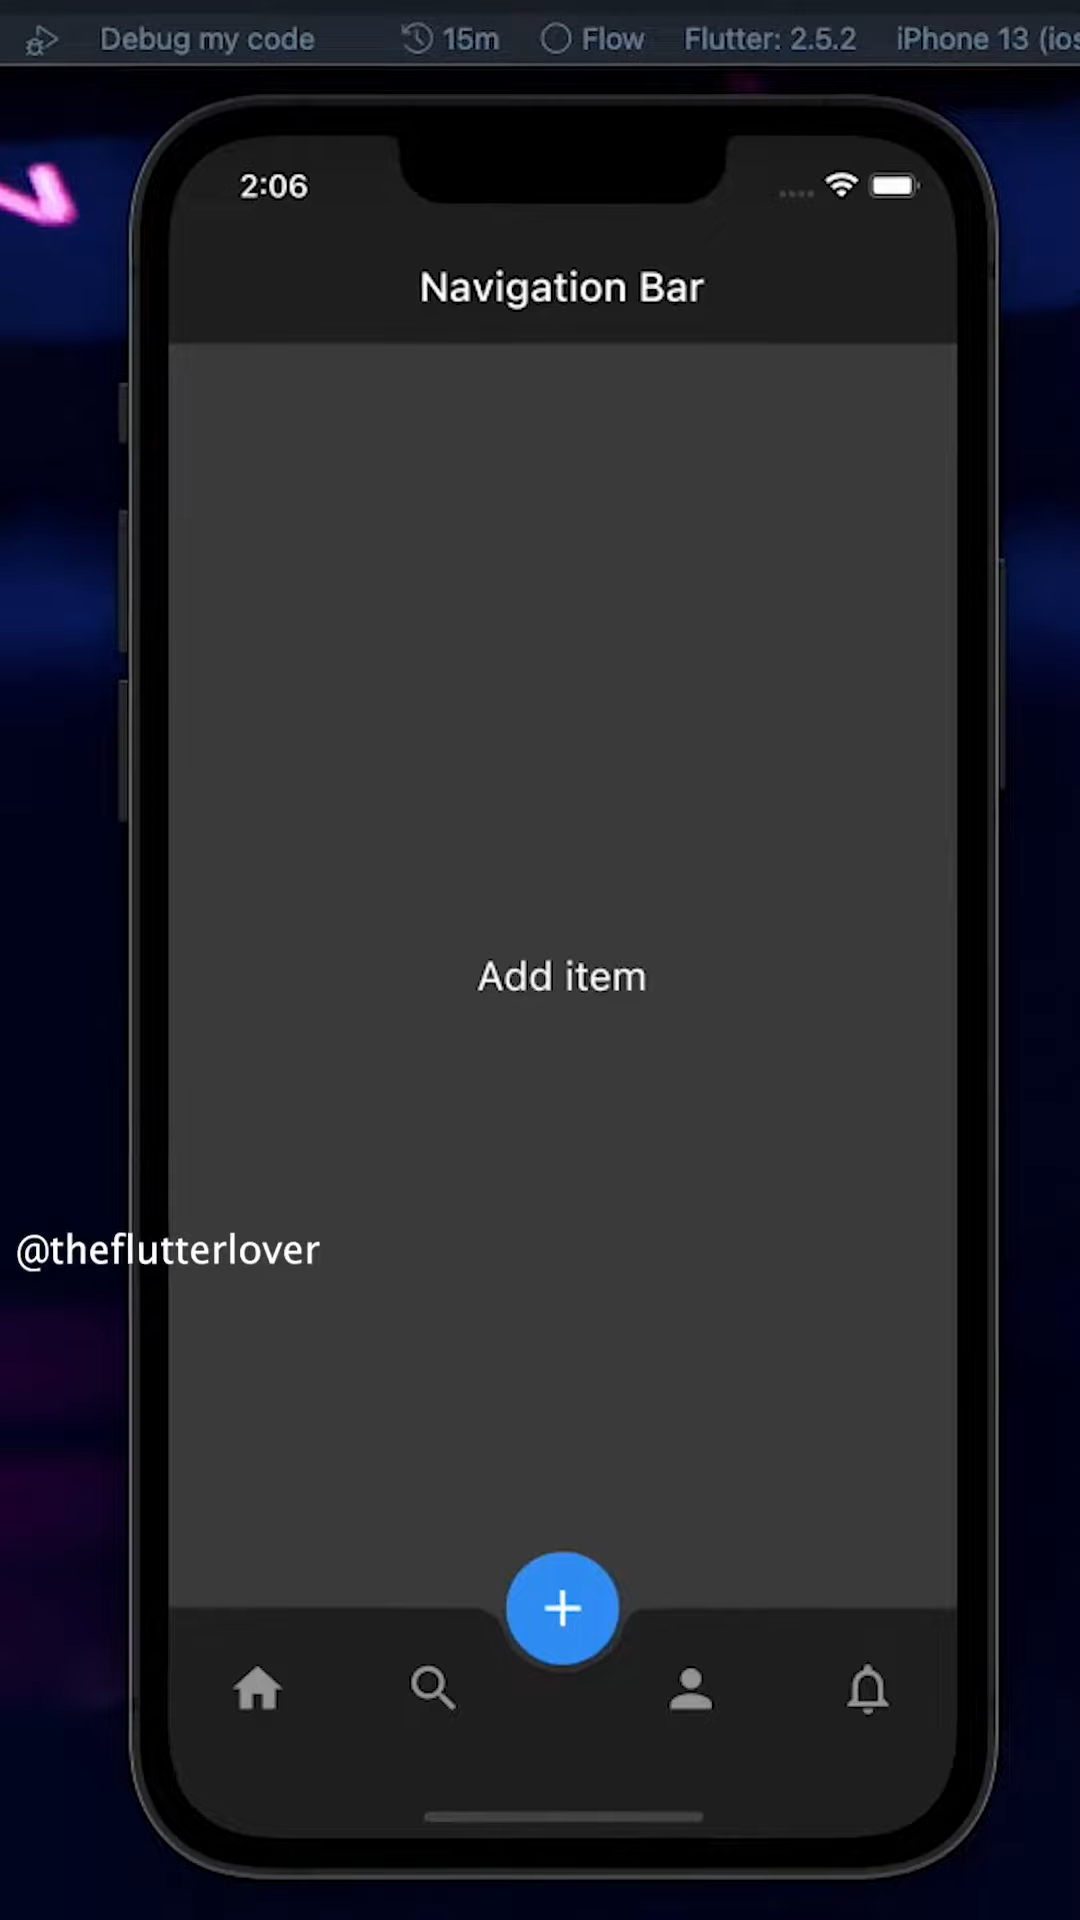 Debug my code 15m Flow Flutter: 2.5.2 iPhone 13 (ios
2:06
Navigation Bar
Add item
@theflutterlover